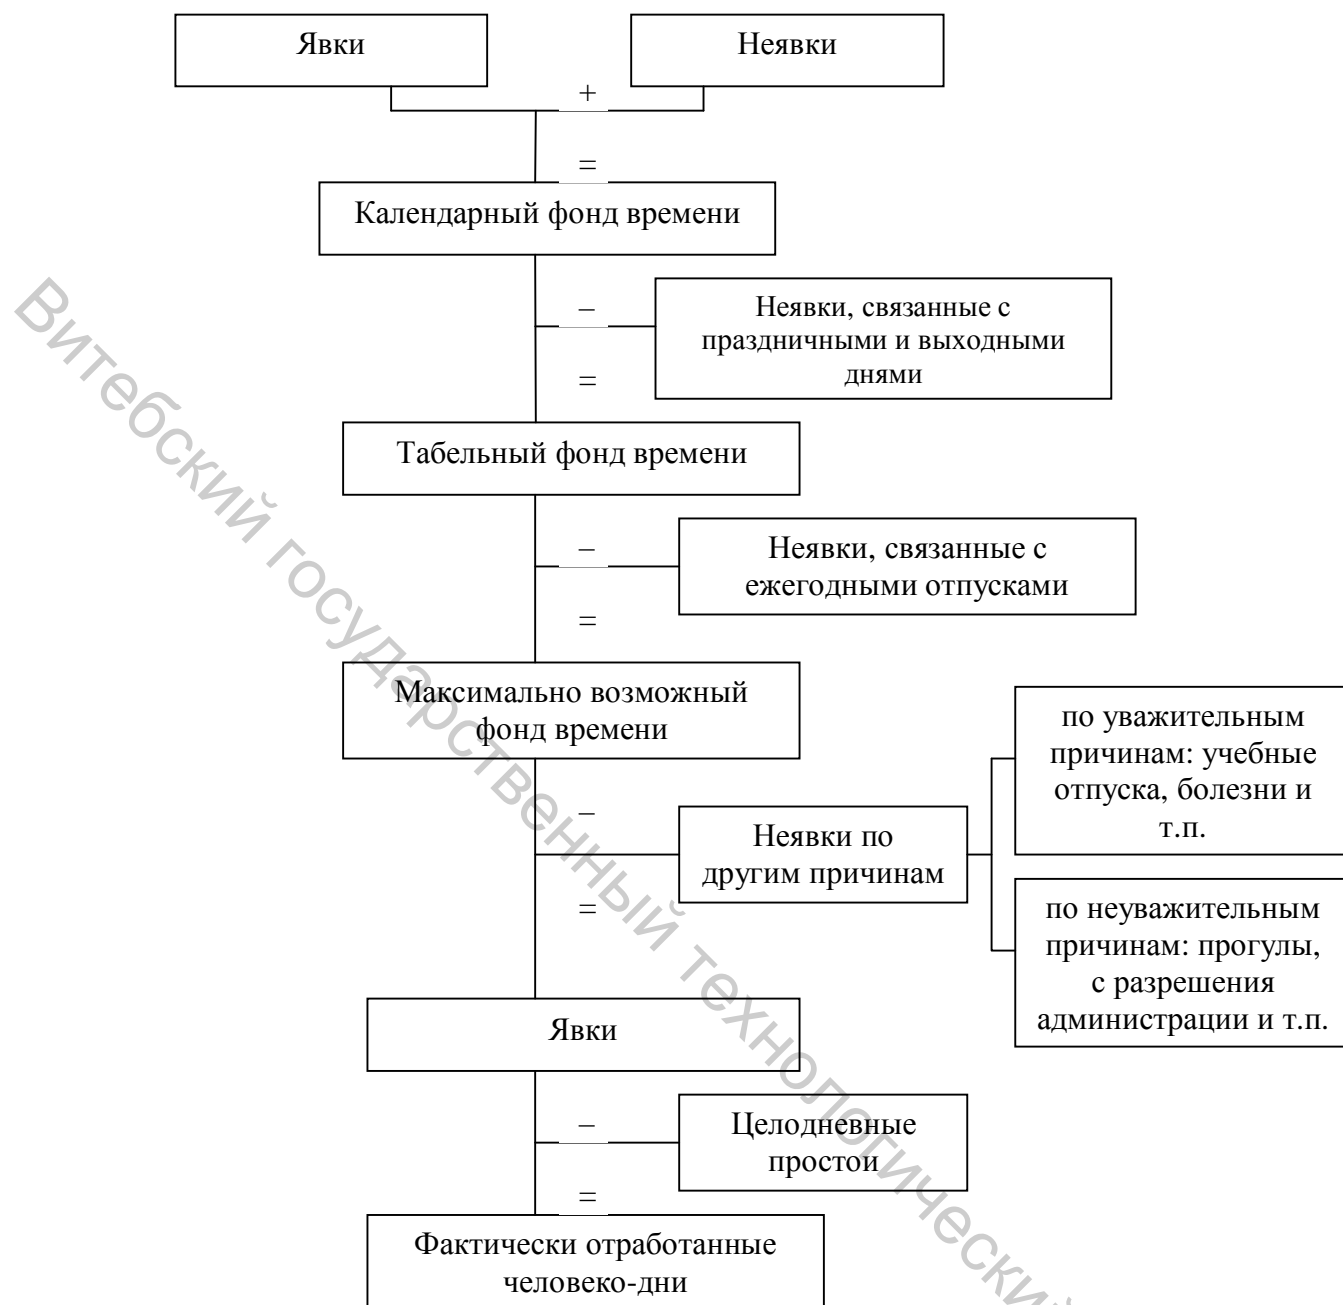 Явки
Неявки
+
=
Календарный фонд времени
–
Неявки, связанные с
праздничными и выходными
днями
=
Табельный фонд времени
–
Неявки, связанные с
ежегодными отпусками
=
Максимально возможный
фонд времени
по уважительным
причинам: учебные
отпуска, болезни и
т.п.
–
Неявки по
другим причинам
=
по неуважительным
причинам: прогулы,
с разрешения
администрации и т.п.
Явки
–
Целодневные
простои
=
Фактически отработанные
человеко-дни
Витебский государственный технологический